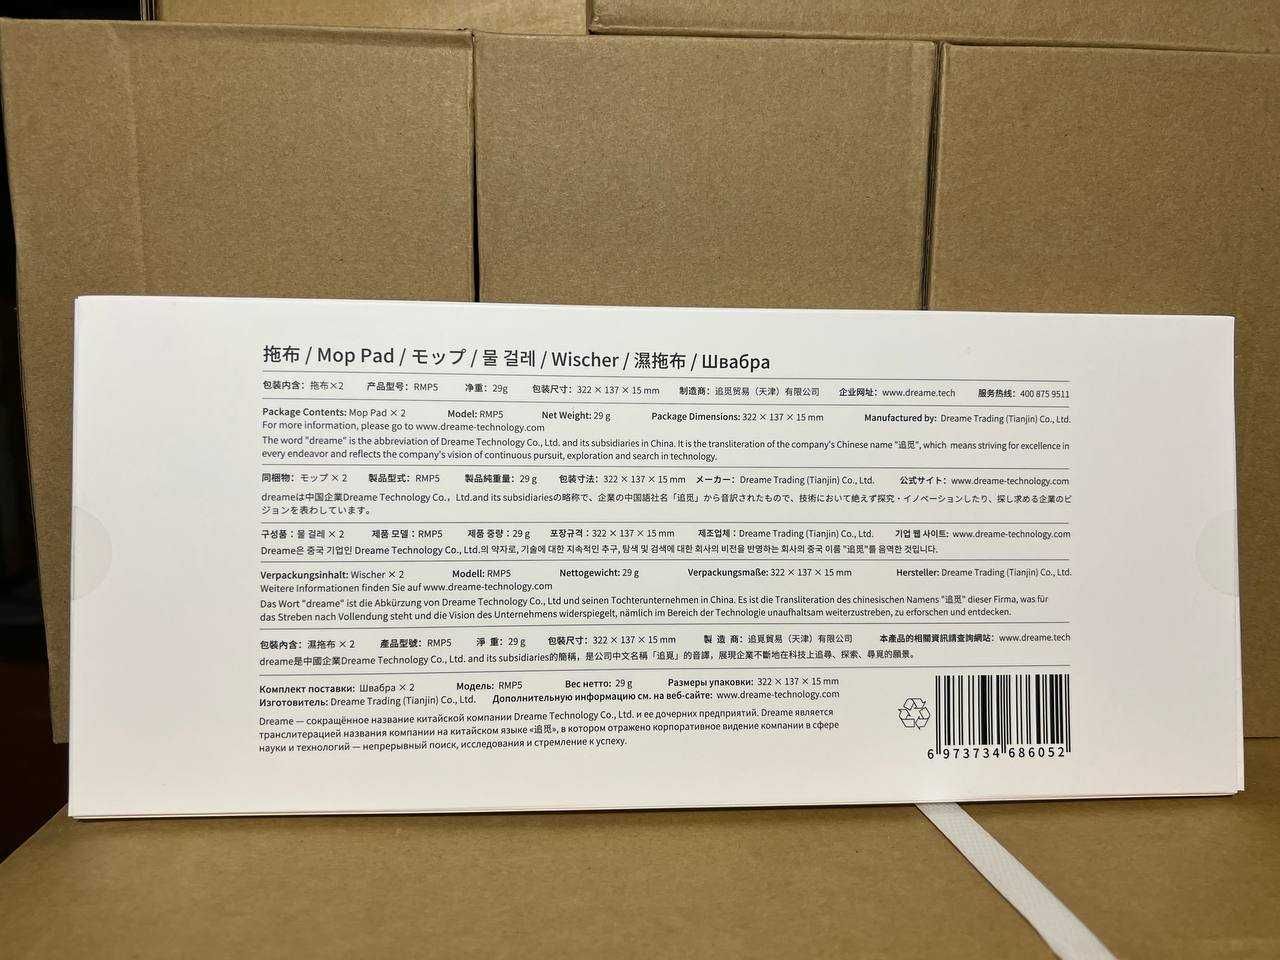 拖布 / Mop Pad / モップ / 물 걸레 / Wischer / 濕拖布 / Швабра
包装内含：拖布×2 产品型号：RMP5 净重：29g 包装尺寸：322 × 137 × 15 mm 制造商：追觅贸易（天津）有限公司 企业网址：www.dreame.tech 服务热线：400 875 9511
Package Contents: Mop Pad × 2 Model: RMP5 Net Weight: 29 g Package Dimensions: 322 × 137 × 15 mm Manufactured by: Dreame Trading (Tianjin) Co., Ltd.
For more information, please go to www.dreame-technology.com
The word "dreame" is the abbreviation of Dreame Technology Co., Ltd. and its subsidiaries in China. It is the transliteration of the company's Chinese name "追觅", which means striving for excellence in
every endeavor and reflects the company's vision of continuous pursuit, exploration and search in technology.
同梱物：モップ × 2 製品型式：RMP5 製品純重量：29 g 包装寸法：322 × 137 × 15 mm メーカー：Dreame Trading (Tianjin) Co., Ltd. 公式サイト：www.dreame-technology.com
dreameは中国企業Dreame Technology Co., Ltd.and its subsidiariesの略称で、企業の中国語社名「追觅」から音訳されたもので、技術において絶えず探究・イノベーションしたり、探し求める企業のビ
ジョンを表わしています。
구성품 : 물 걸레 × 2 제품 모델 : RMP5 제품 중량 : 29 g 포장규격 : 322 × 137 × 15 mm 제조업체 : Dreame Trading (Tianjin) Co., Ltd. 기업 웹 사이트: www.dreame-technology.com
Dreame은 중국 기업인 Dreame Technology Co., Ltd.의 약자로, 기술에 대한 지속적인 추구, 탐색 및 검색에 대한 회사의 비전을 반영하는 회사의 중국 이름 "追觅"를 음역한 것입니다.
Verpackungsinhalt: Wischer × 2 Modell: RMP5 Nettogewicht: 29 g Verpackungsmaße: 322 × 137 × 15 mm Hersteller: Dreame Trading (Tianjin) Co., Ltd.
Weitere Informationen finden Sie auf www.dreame-technology.com
Das Wort "dreame" ist die Abkürzung von Dreame Technology Co., Ltd und seinen Tochterunternehmen in China. Es ist die Transliteration des chinesischen Namens "追觅" dieser Firma, was für
das Streben nach Vollendung steht und die Vision des Unternehmens widerspiegelt, nämlich im Bereich der Technologie unaufhaltsam weiterzustreben, zu erforschen und entdecken.
包裝內含：濕拖布 × 2 產品型號：RMP5 淨 重：29 g 包裝尺寸：322 × 137 × 15 mm 製 造 商：追覓貿易（天津）有限公司 本產品的相關資訊請查詢網站：www.dreame.tech
dreame是中國企業Dreame Technology Co., Ltd. and its subsidiaries的簡稱，是公司中文名稱「追覓」的音譯，展現企業不斷地在科技上追尋、探索、尋覓的願景。
Комплект поставки: Швабра × 2 Модель: RMP5 Вес нетто: 29 g Размеры упаковки: 322 × 137 × 15 mm
Изготовитель: Dreame Trading (Tianjin) Co., Ltd. Дополнительную информацию см. на веб-сайте: www.dreame-technology.com
Dreame — сокращённое название китайской компании Dreame Technology Co., Ltd. и ее дочерних предприятий. Dreame является
транслитерацией названия компании на китайском языке «追觅», в котором отражено корпоративное видение компании в сфере
науки и технологий — непрерывный поиск, исследования и стремление к успеху.
6 973734 686052